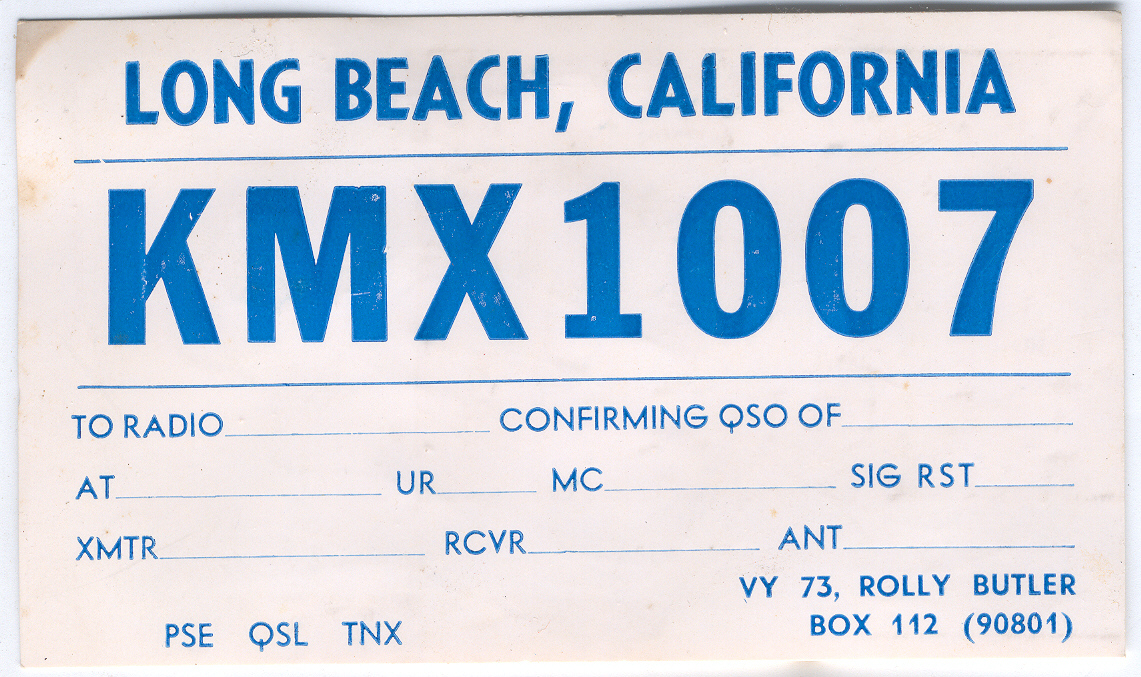 LONG BEACH, CALIFORNIA
KMX1007
TO RADIO CONFIRMING QSO OF
AT UR MC SIG RST
XMTR RCVR ANT
VY 73, ROLLY BUTLER
PSE QSL TNX BOX 112 (90801)